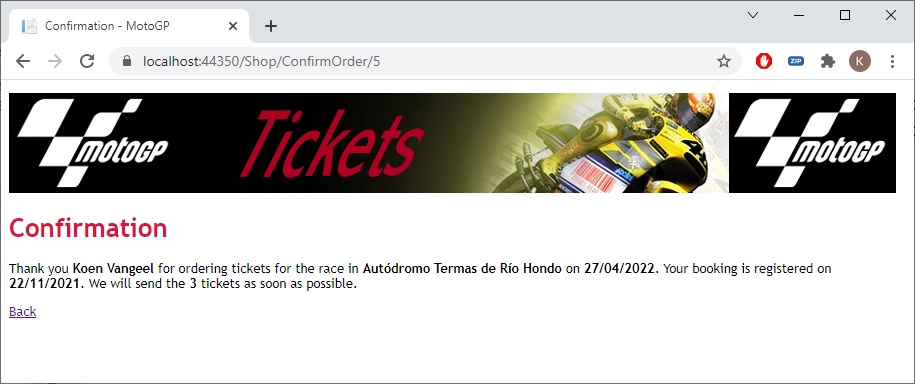 Confirmation - MotoGP
localhost:44350/Shop/ConfirmOrder/5
ZIP
K
MotoGP
Tickets
MotoGP
Confirmation
Thank you Koen Vangeel for ordering tickets for the race in Autódromo Termas de Río Hondo on 27/04/2022. Your booking is registered on
22/11/2021. We will send the 3 tickets as soon as possible.
Back